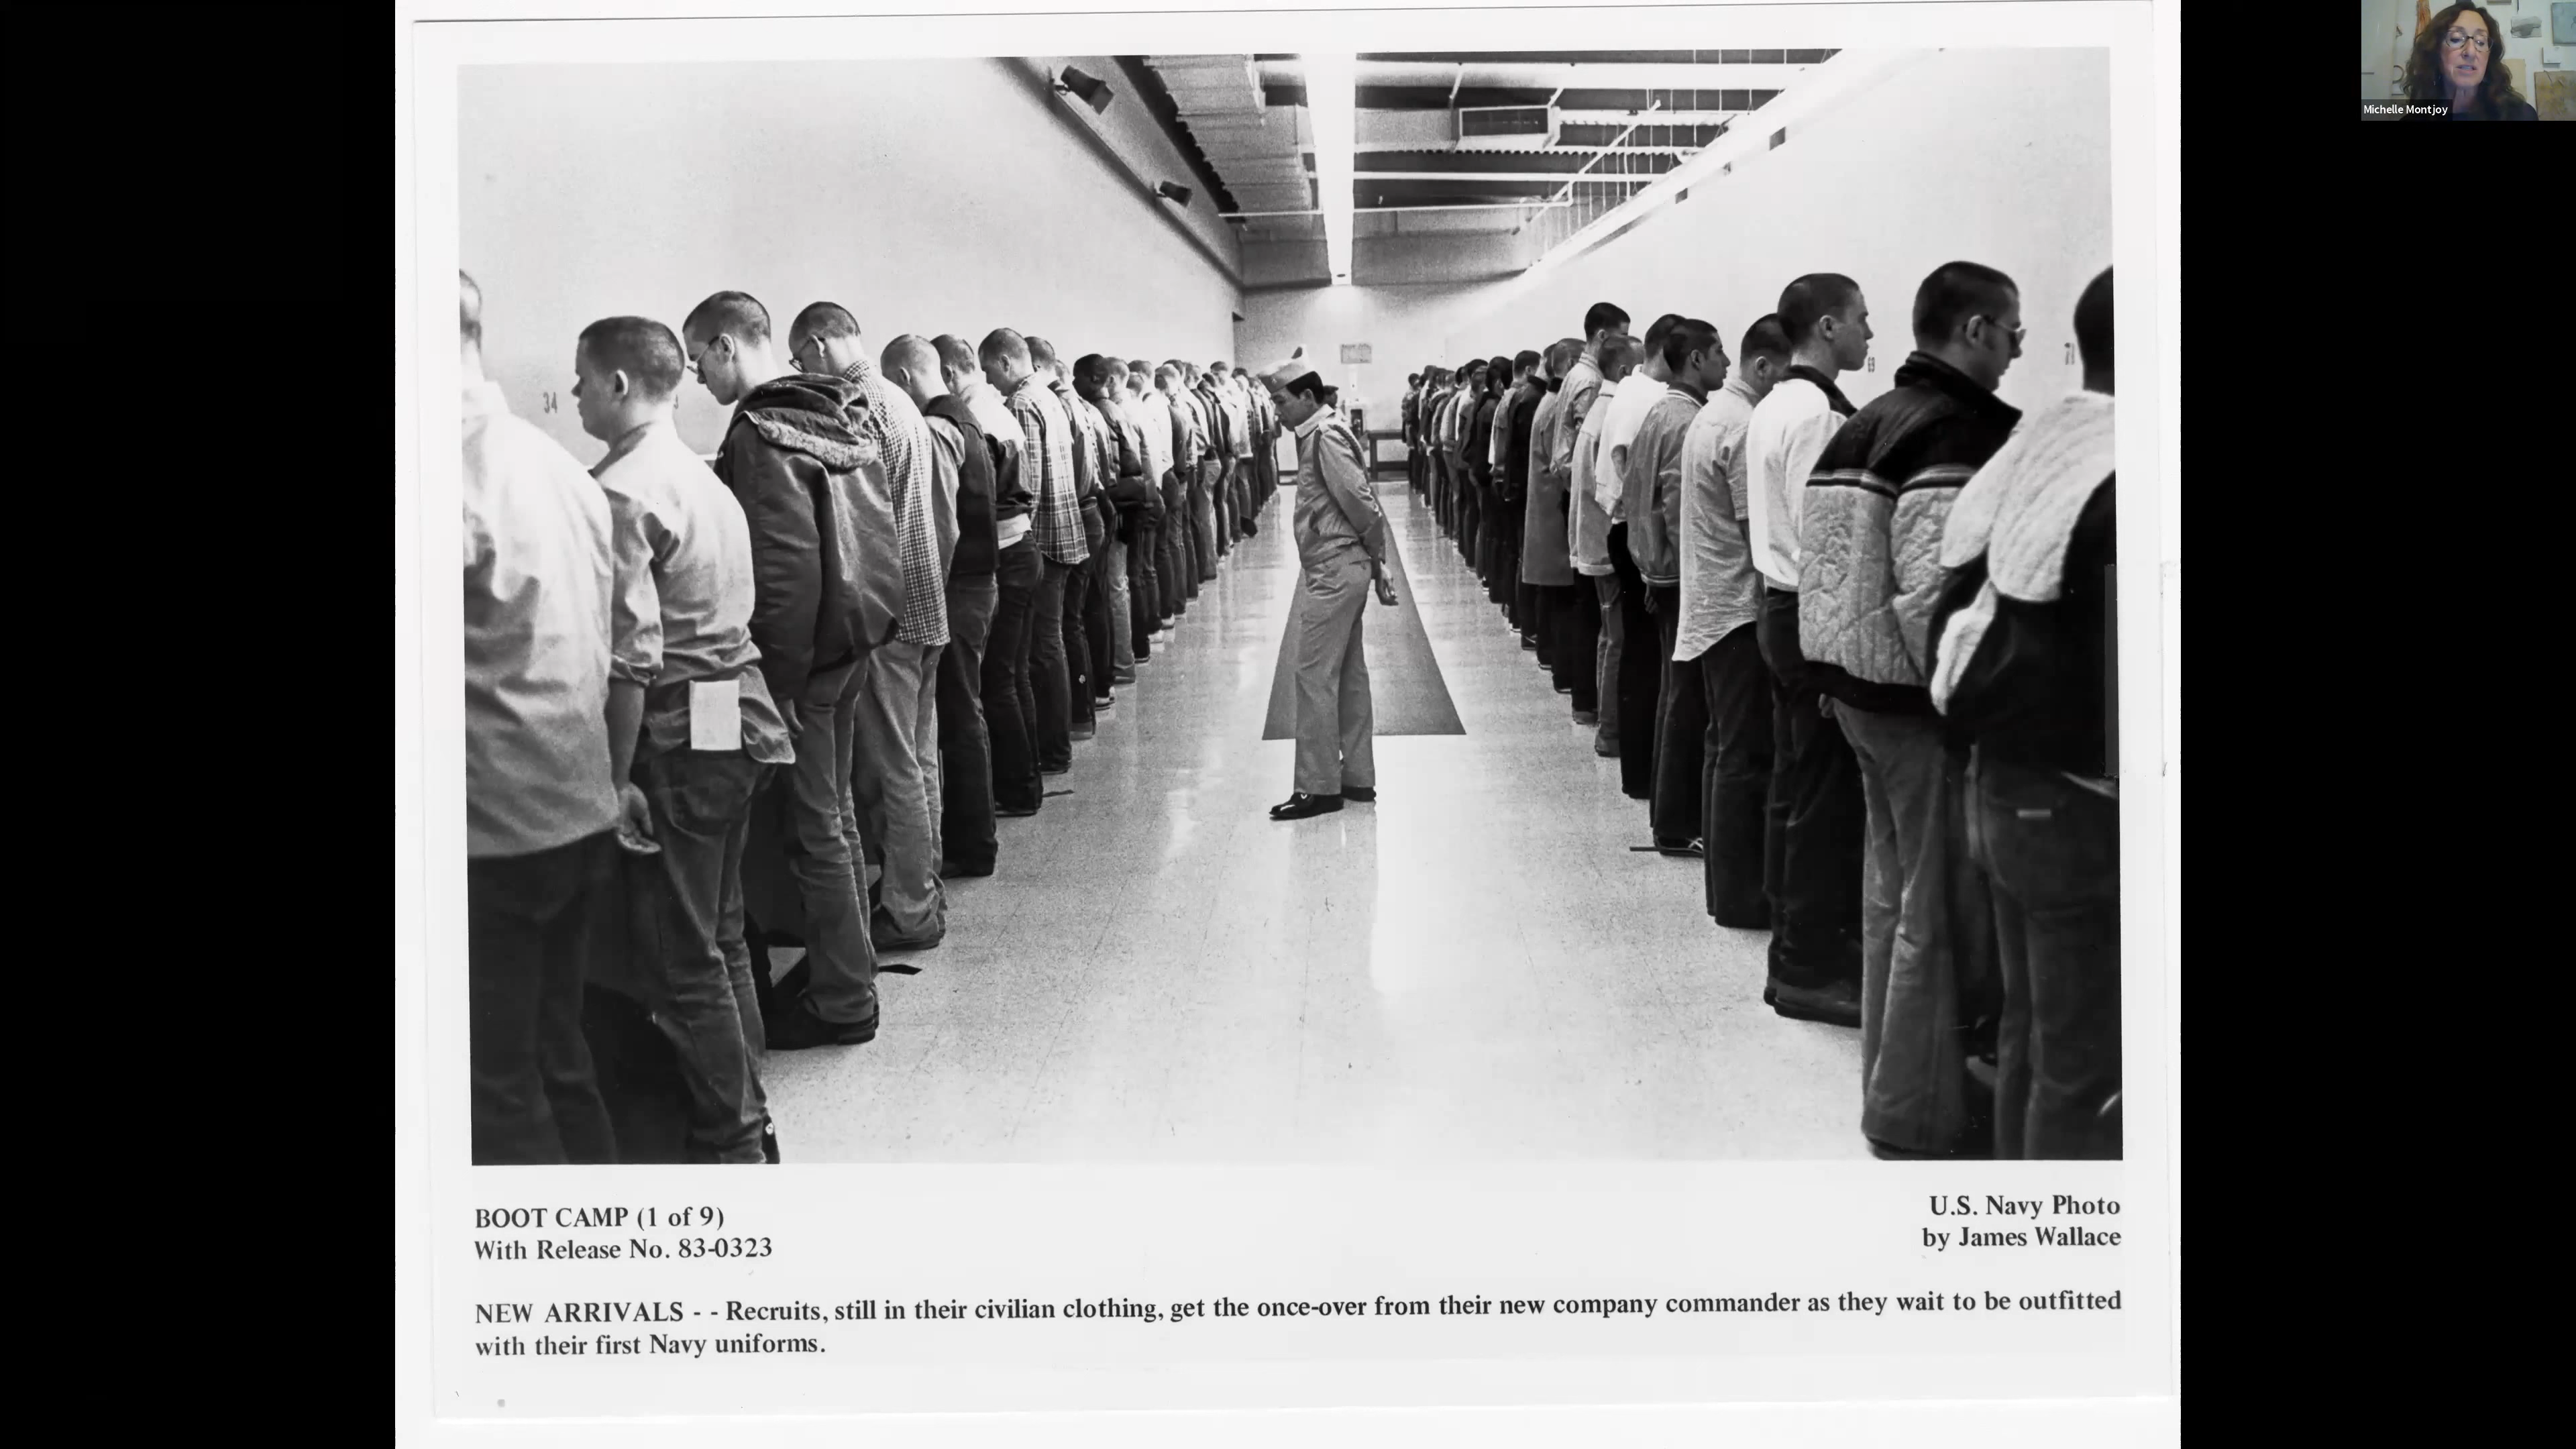 Michelle Montjoy
34
69
BOOT CAMP (1 of 9)
With Release No. 83-0323
U.S. Navy Photo
by James Wallace
NEW ARRIVALS - - Recruits, still in their civilian clothing, get the once-over from their new company commander as they wait to be outfitted
with their first Navy uniforms.